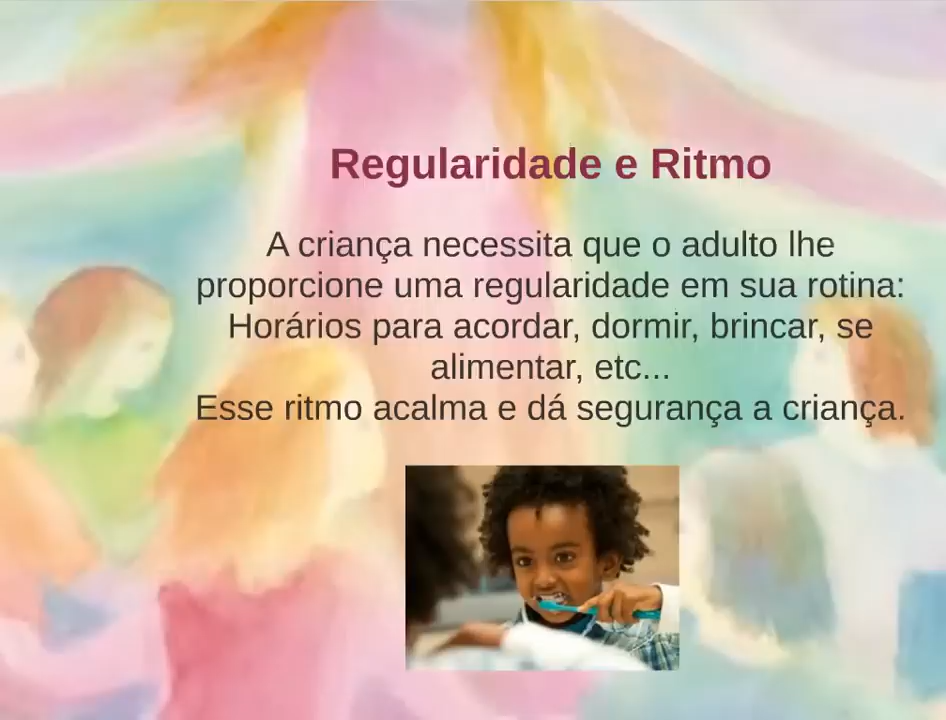 Regularidade e Ritmo
A criança necessita que o adulto lhe
proporcione uma regularidade em sua rotina:
Horários para acordar, dormir, brincar, se
alimentar, etc...
Esse ritmo acalma e dá segurança a criança.